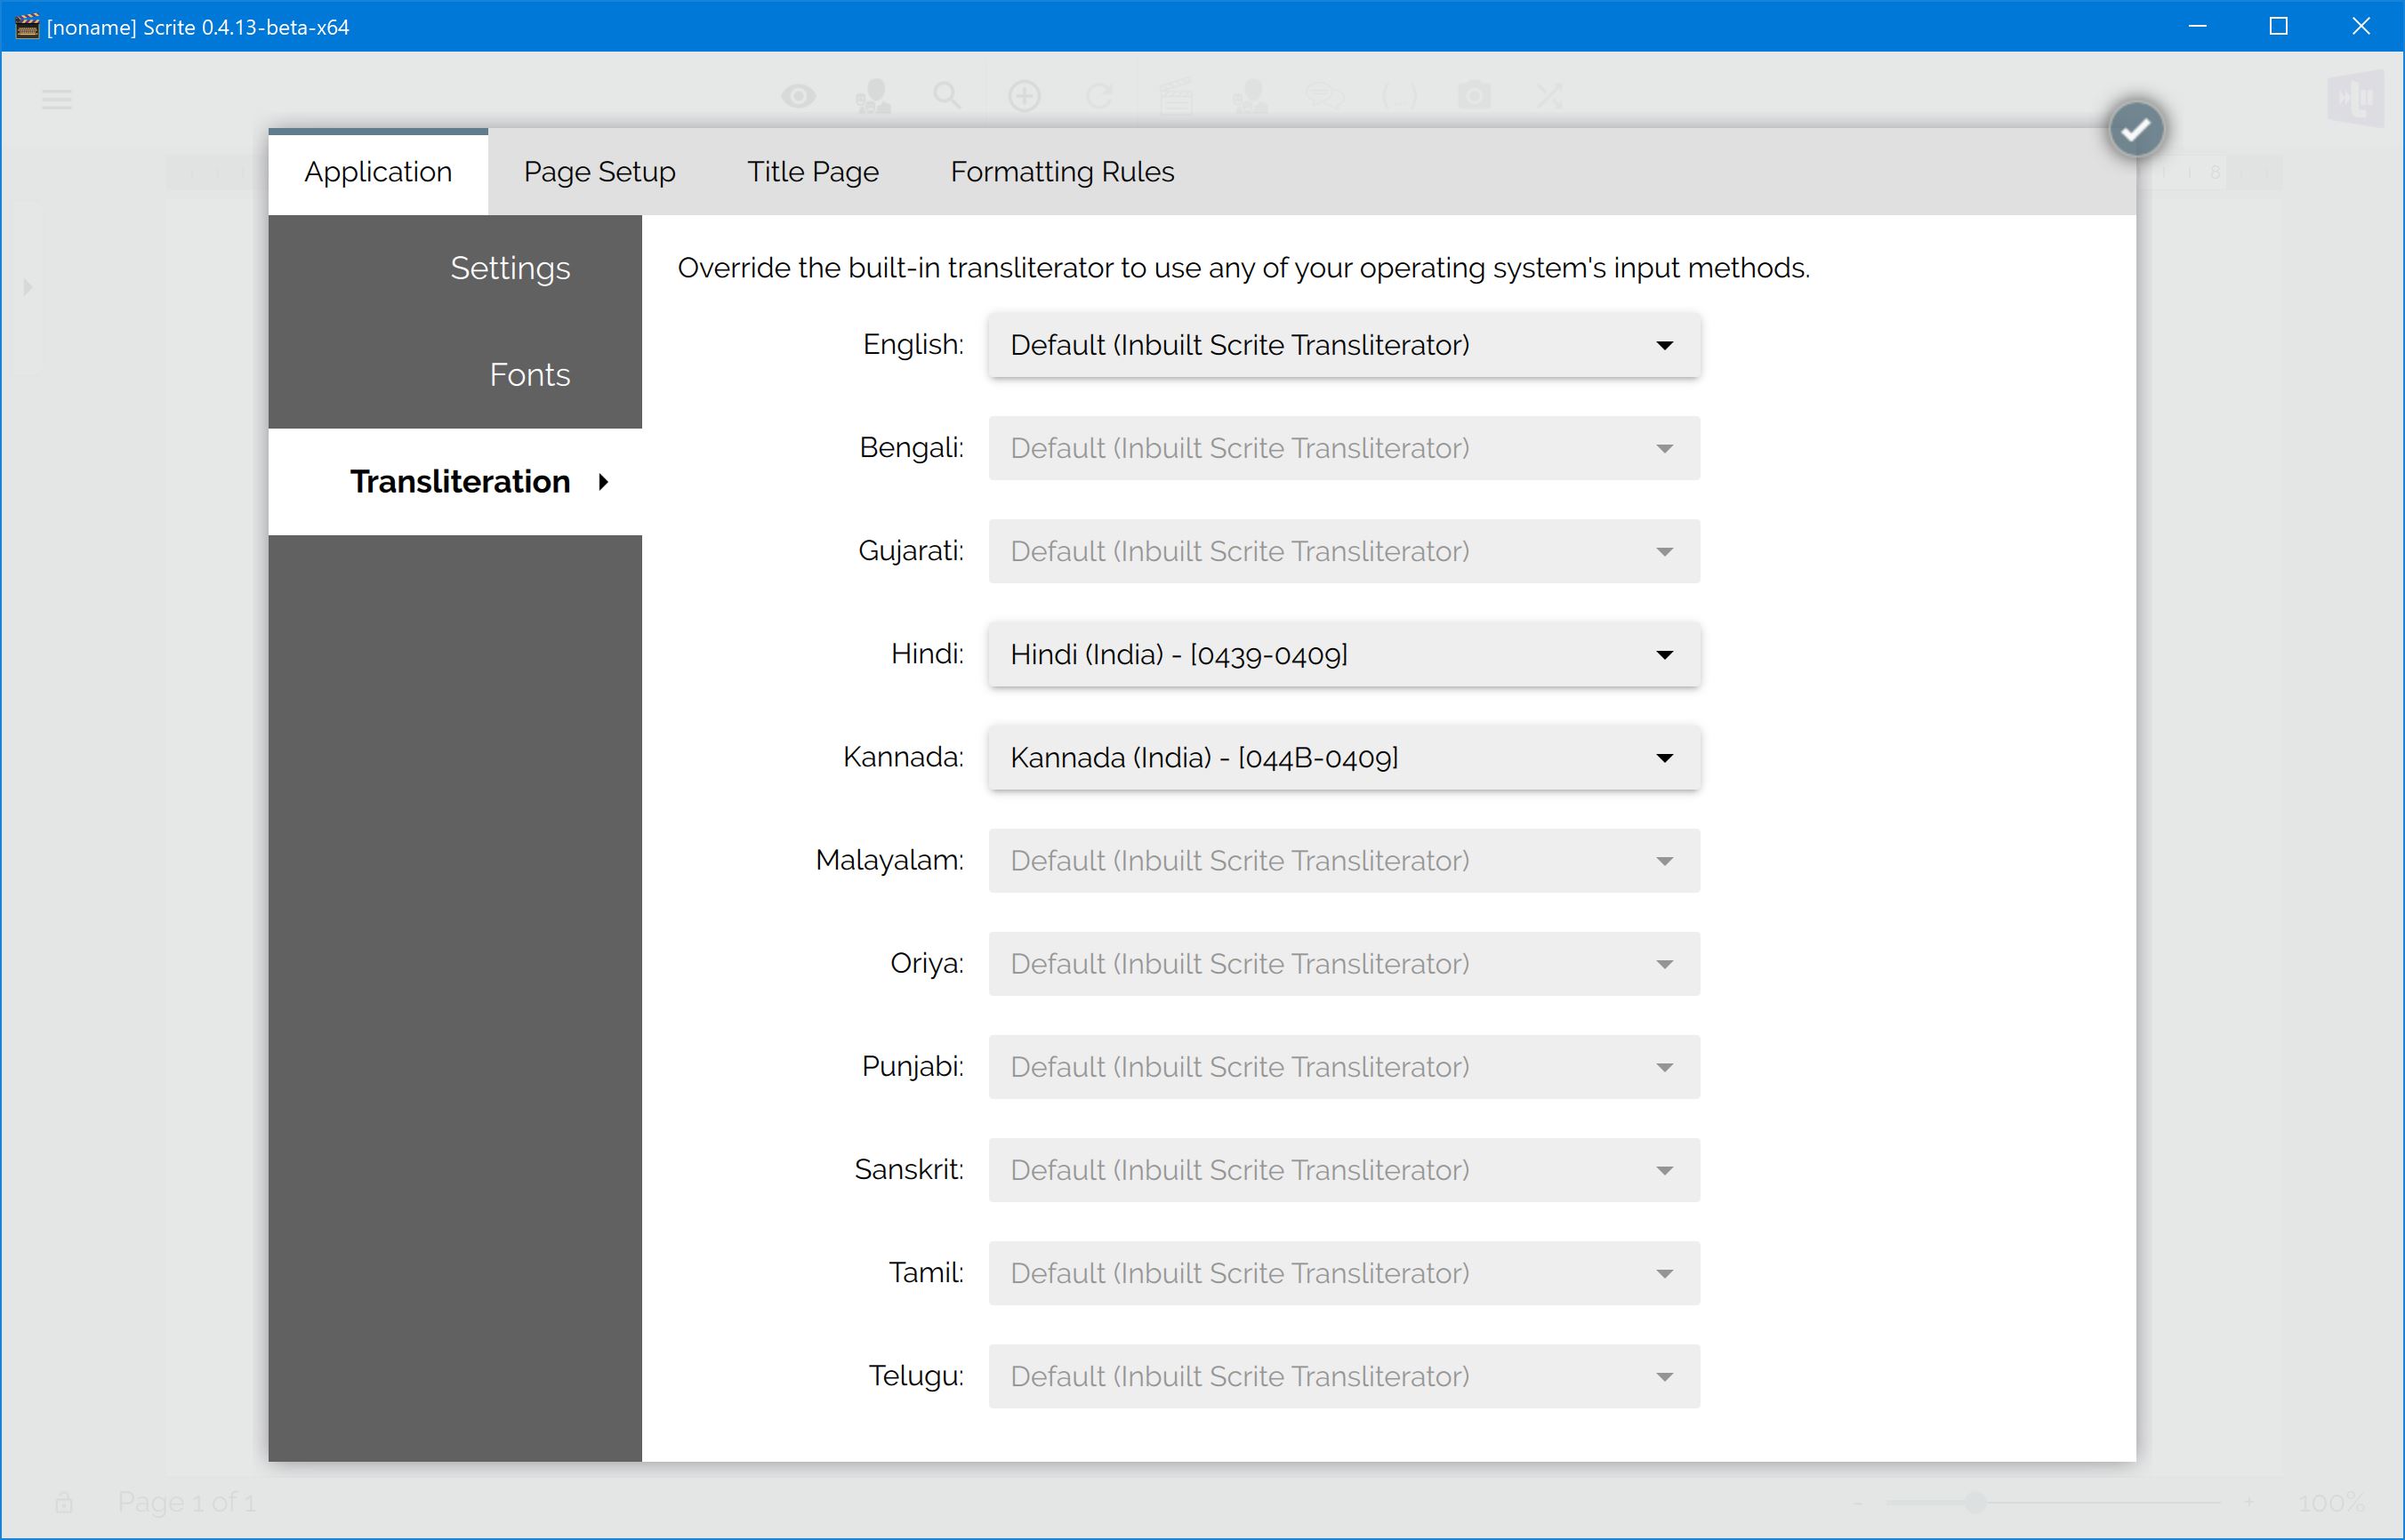 [noname] Scrite 0.4.13-beta-x64
Application Page Setup Title Page Formatting Rules
8
Settings
Fonts
Transliteration
Override the built-in transliterator to use any of your operating system's input methods.
English: Default (Inbuilt Scrite Transliterator)
Bengali: Default (Inbuilt Scrite Transliterator)
Gujarati: Default (Inbuilt Scrite Transliterator)
Hindi: Hindi (India) - [0439-0409]
Kannada: Kannada (India) - [044B-0409]
Malayalam: Default (Inbuilt Scrite Transliterator)
Oriya: Default (Inbuilt Scrite Transliterator)
Punjabi: Default (Inbuilt Scrite Transliterator)
Sanskrit: Default (Inbuilt Scrite Transliterator)
Tamil: Default (Inbuilt Scrite Transliterator)
Telugu: Default (Inbuilt Scrite Transliterator)
Page 1 of 1 - + 100%